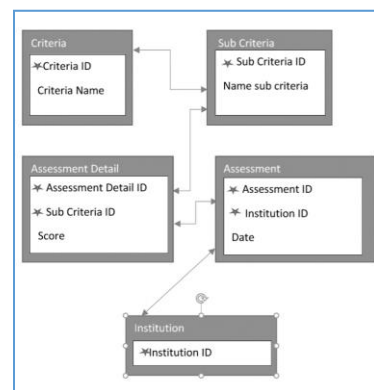 Criteria
*Criteria ID
Criteria Name
Sub Criteria
* Sub Criteria ID
Name sub criteria
Assessment Detail
* Assessment Detail ID
* Sub Criteria ID
Score
Assessment
* Assessment ID
* Institution ID
Date
Institution
*Institution ID